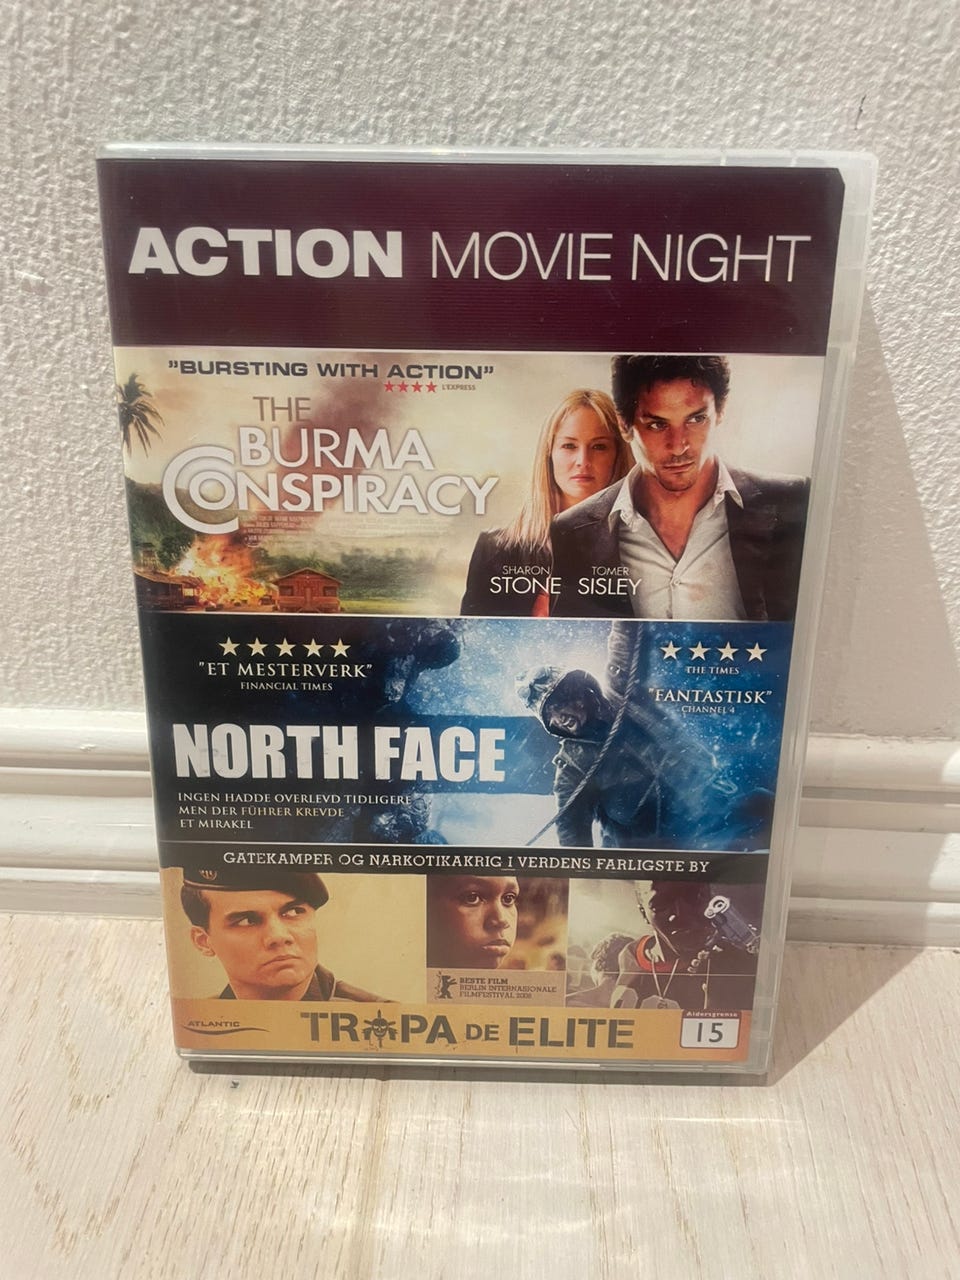 ACTION MOVIE NIGHT
"BURSTING WITH ACTION"
L'EXPRESS
THE
BURMA
CONSPIRACY
SHARON STONE
TOMER SISLEY
"ET MESTERVERK"
FINANCIAL TIMES
THE TIMES
"FANTASTISK"
CHANNEL 4
NORTH FACE
INGEN HADDE OVERLEVD TIDLIGERE
MEN DER FÜHRER KREVDE
ET MIRAKEL
GATEKAMPER OG NARKOTIKAKRIG I VERDENS FARLIGSTE BY
BESTE FILM
BERLIN INTERNASIONALE
FILMFESTIVAL 2008
ATLANTIC
TROPA DE ELITE
Aldersgrense
15